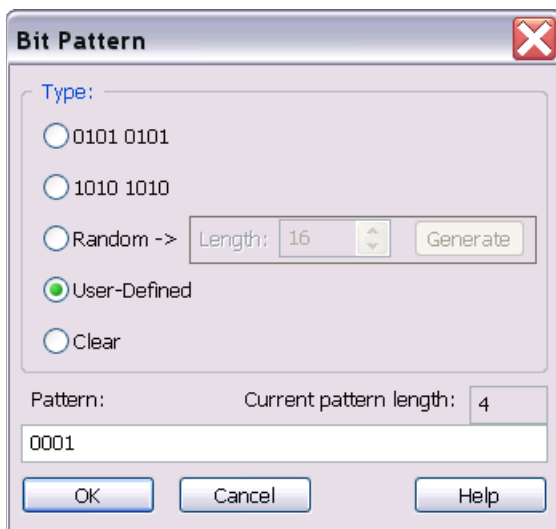 Bit Pattern
Type:
0101 0101
1010 1010
Random -> Length: 16 Generate
User-Defined
Clear
Pattern: Current pattern length: 4
0001
OK Cancel Help